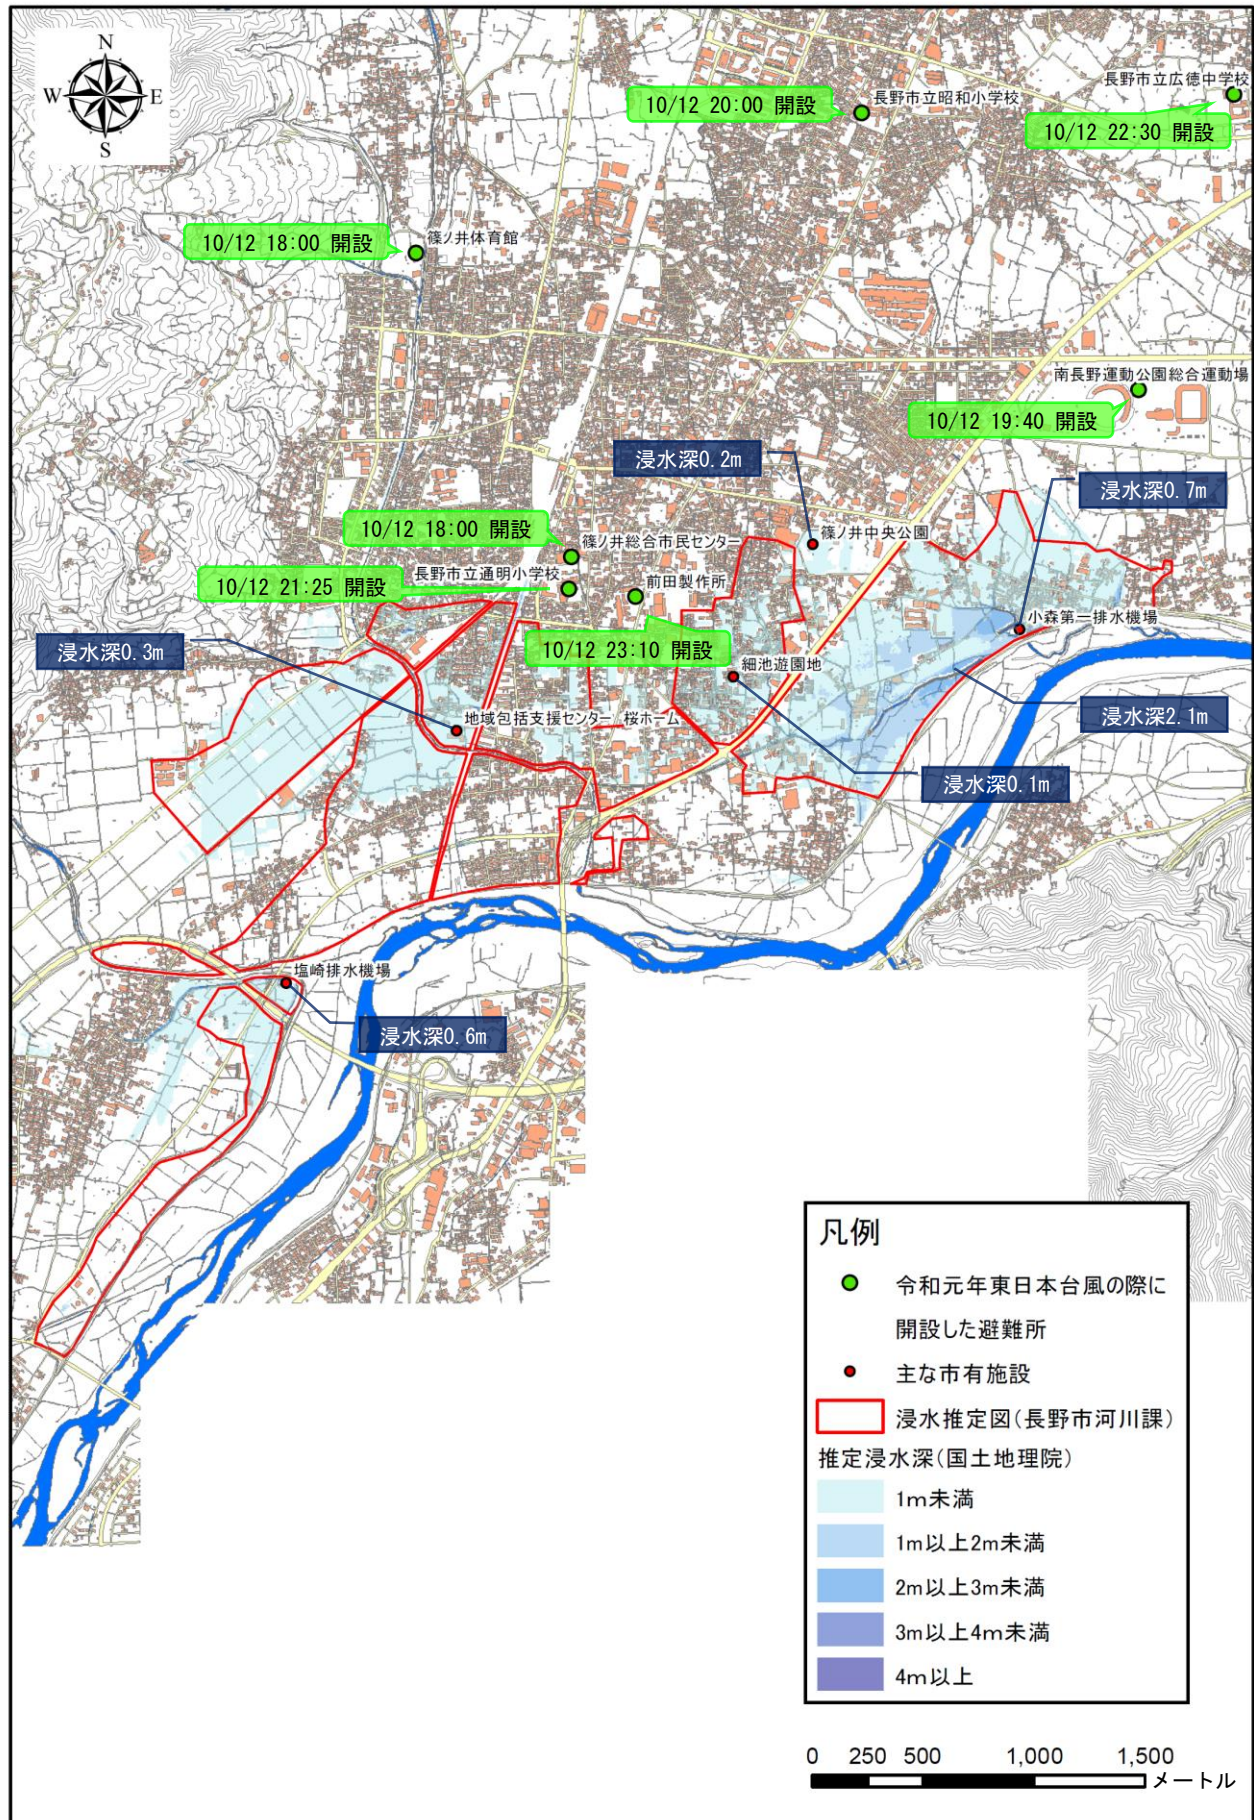 N
W
E
S
長野市立広徳中学校
10/12 20:00 開設
長野市立昭和小学校
10/12 22:30 開設
10/12 18:00 開設
篠ノ井体育館
南長野運動公園総合運動場
10/12 19:40 開設
浸水深0.2m
浸水深0.7m
10/12 18:00 開設
篠ノ井総合市民センター
篠ノ井中央公園
長野市立通明小学校
10/12 21:25 開設
前田製作所
小森第一排水機場
浸水深0.3m
10/12 23:10 開設
細池遊園地
地域包括支援センター 桜ホーム
浸水深2.1m
浸水深0.1m
塩崎排水機場
浸水深0.6m
凡例
令和元年東日本台風の際に
開設した避難所
主な市有施設
浸水推定図(長野市河川課)
推定浸水深(国土地理院)
1m未満
1m以上2m未満
2m以上3m未満
3m以上4m未満
4m以上
0 250 500 1,000 1,500
メートル